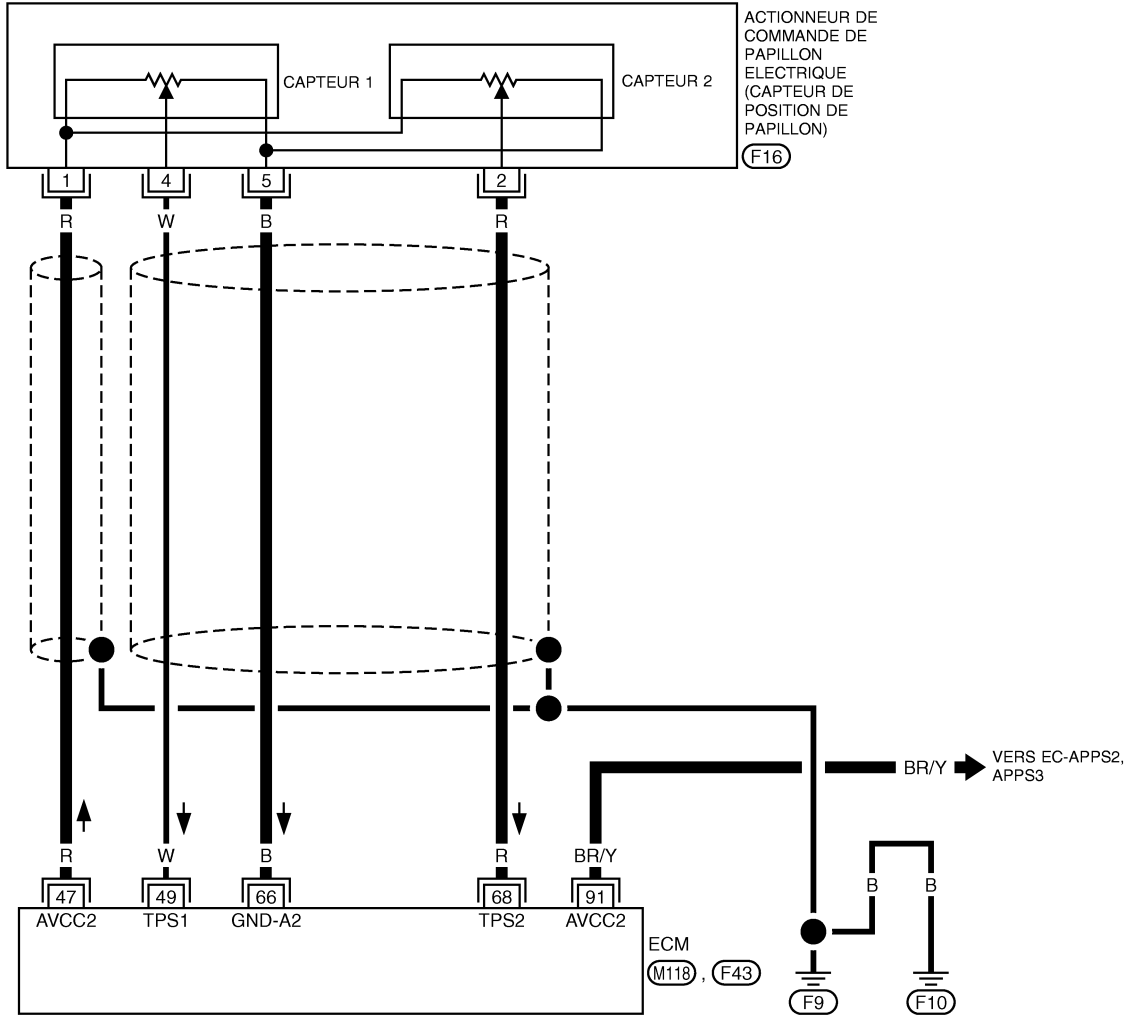 ACTIONNEUR DE
COMMANDE DE
PAPILLON
ELECTRIQUE
(CAPTEUR DE
POSITION DE
PAPILLON)
F16
CAPTEUR 1
CAPTEUR 2
1 4 5 2
R W B R
VERS EC-APPS2,
APPS3
BR/Y
R W B R BR/Y
B B
47 49 66 68 91
AVCC2 TPS1 GND-A2 TPS2 AVCC2
ECM
M118 , F43
F9 F10